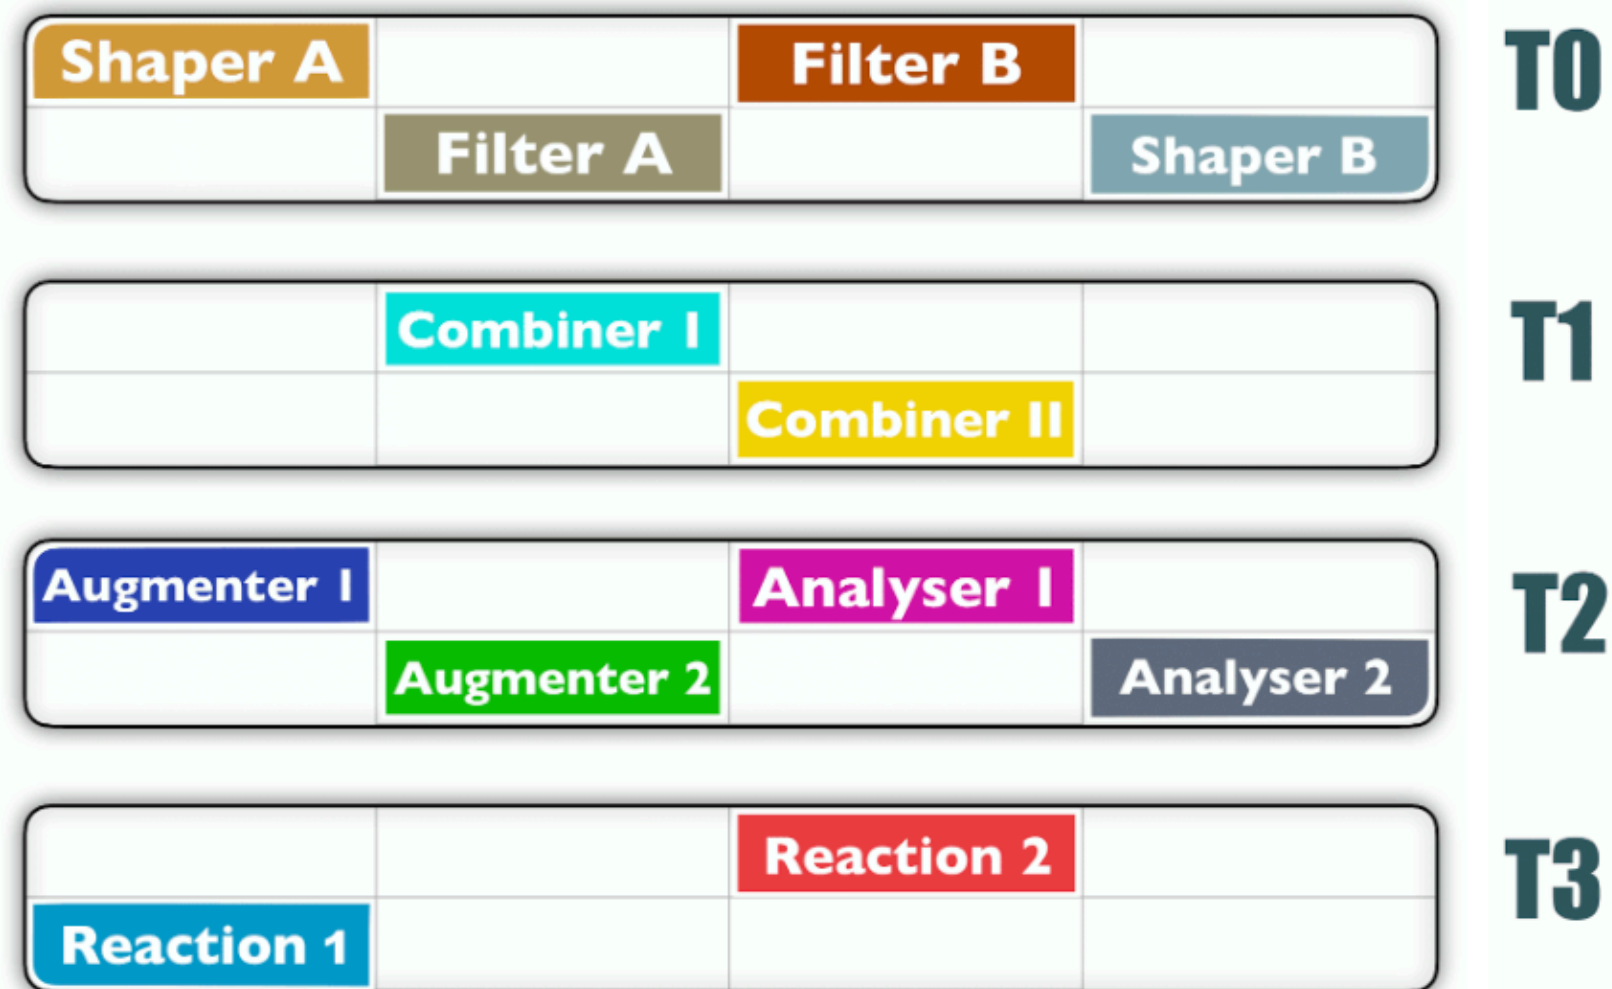 Shaper A Filter B T0
Filter A Shaper B
Combiner I T1
Combiner II
Augmenter I Analyser I T2
Augmenter 2 Analyser 2
Reaction 2 T3
Reaction 1